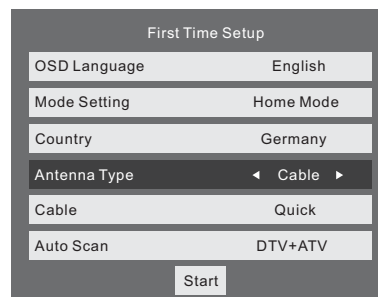 First Time Setup
OSD Language English
Mode Setting Home Mode
Country Germany
Antenna Type ◄ Cable ►
Cable Quick
Auto Scan DTV+ATV
Start